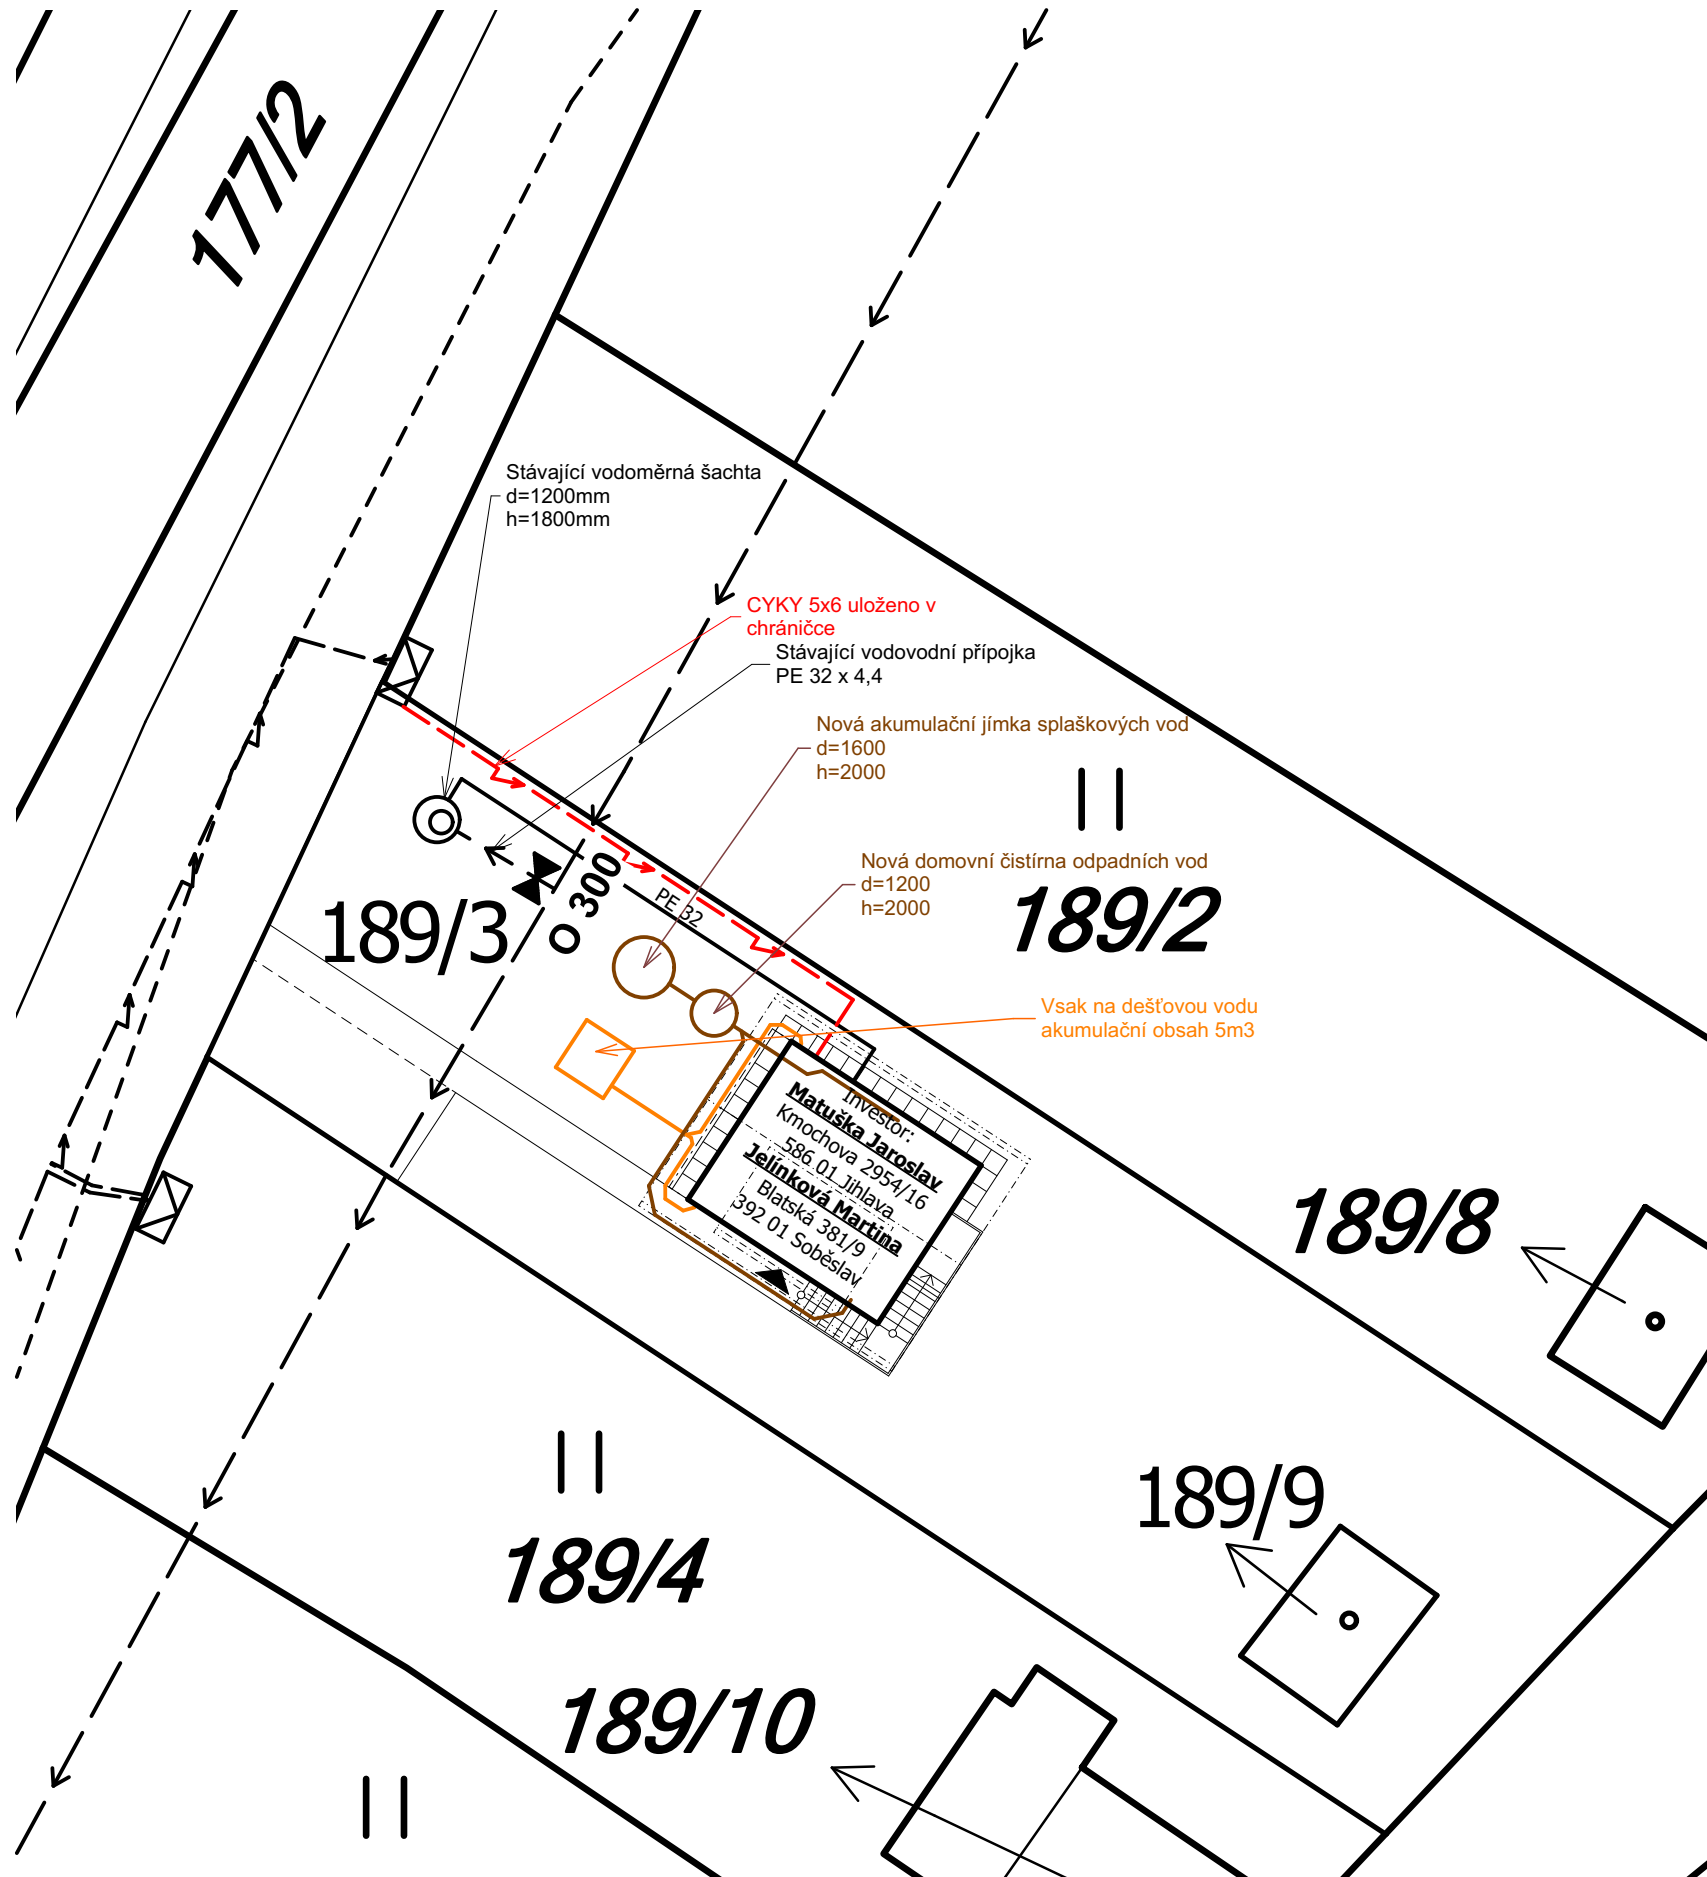 177/2
Stávající vodoměrná šachta
d=1200mm
h=1800mm
CYKY 5x6 uloženo v
chráničce
Stávající vodovodní přípojka
PE 32 x 4,4
Nová akumulační jímka splaškových vod
d=1600
h=2000
Nová domovní čistírna odpadních vod
d=1200
h=2000
189/2
189/3
O 300
PE 32
Vsak na dešťovou vodu
akumulační obsah 5m3
Investor:
Matuška Jaroslav
Kmochova 2954/16
586 01 Jihlava
Jelínková Martina
Blatská 381/9
392 01 Soběslav
189/8
189/9
189/4
189/10